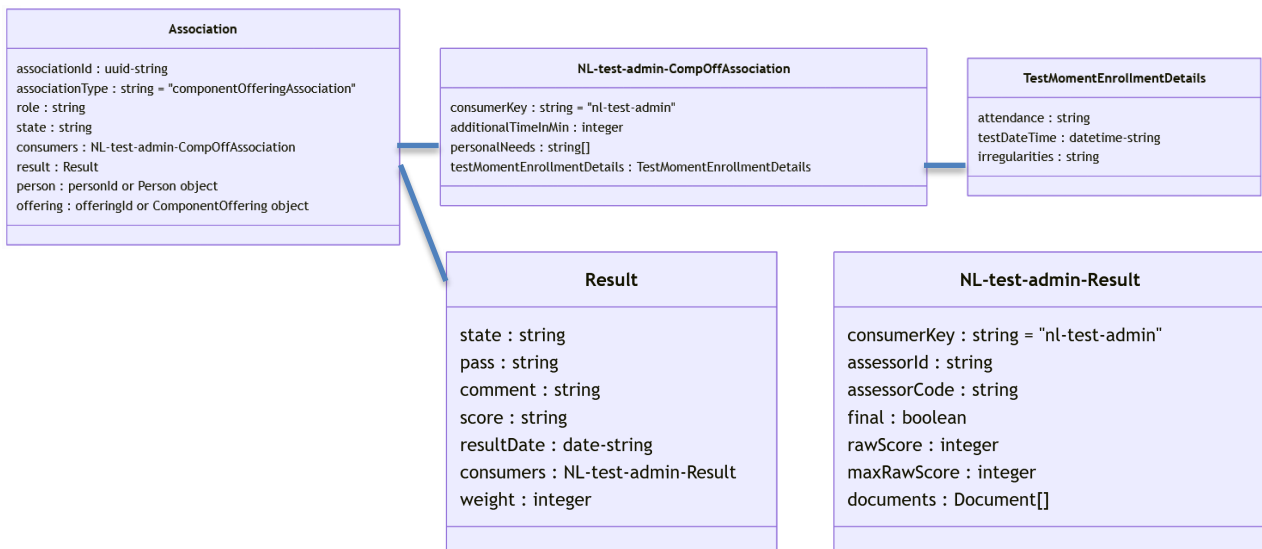 Association
associationId : uuid-string
associationType : string = "componentOfferingAssociation"
role : string
state : string
consumers : NL-test-admin-CompOffAssociation
result : Result
person : personId or Person object
offering : offeringId or ComponentOffering object
NL-test-admin-CompOffAssociation
consumerKey : string = "nl-test-admin"
additionalTimeInMin : integer
personalNeeds : string[]
testMomentEnrollmentDetails : TestMomentEnrollmentDetails
TestMomentEnrollmentDetails
attendance : string
testDateTime : datetime-string
irregularities : string
Result
state : string
pass : string
comment : string
score : string
resultDate : date-string
consumers : NL-test-admin-Result
weight : integer
NL-test-admin-Result
consumerKey : string = "nl-test-admin"
assessorId : string
assessorCode : string
final : boolean
rawScore : integer
maxRawScore : integer
documents : Document[]